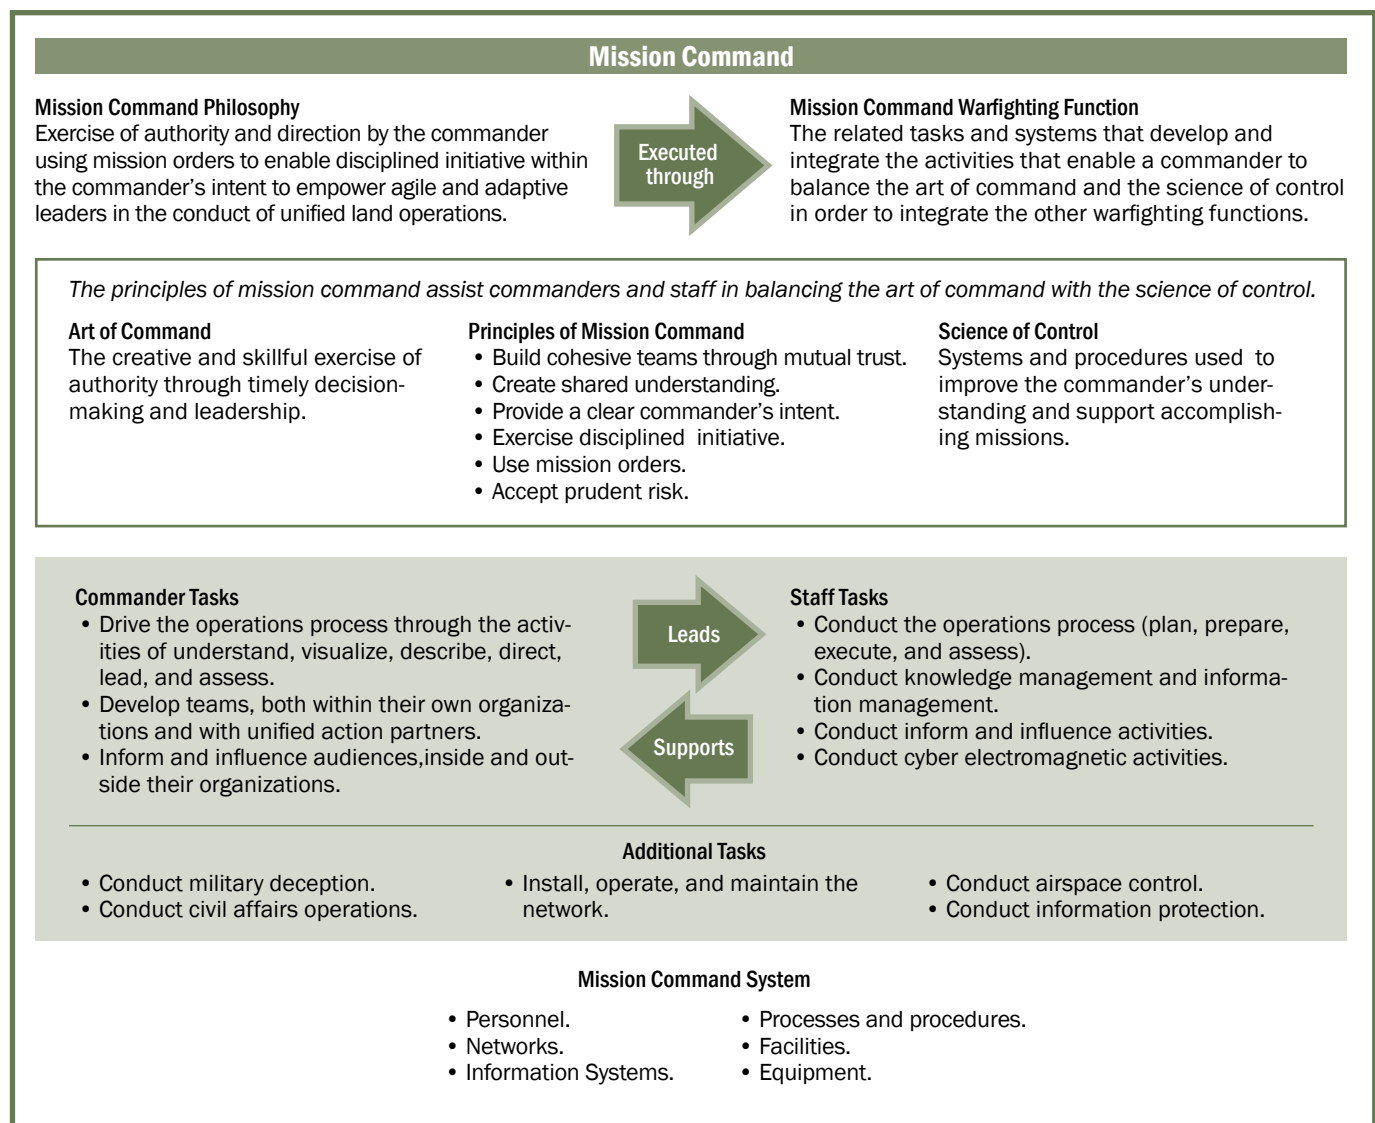 Mission Command
Mission Command Philosophy
Exercise of authority and direction by the commander
using mission orders to enable disciplined initiative within
the commander's intent to empower agile and adaptive
leaders in the conduct of unified land operations.
Executed
through
Mission Command Warfighting Function
The related tasks and systems that develop and
integrate the activities that enable a commander to
balance the art of command and the science of control
in order to integrate the other warfighting functions.
The principles of mission command assist commanders and staff in balancing the art of command with the science of control.
Art of Command
The creative and skillful exercise of
authority through timely decision-
making and leadership.
Principles of Mission Command
• Build cohesive teams through mutual trust.
• Create shared understanding.
• Provide a clear commander's intent.
• Exercise disciplined  initiative.
• Use mission orders.
• Accept prudent risk.
Science of Control
Systems and procedures used  to
improve the commander's under-
standing and support accomplish-
ing missions.
Commander Tasks
• Drive the operations process through the activ-
ities of understand, visualize, describe, direct,
lead, and assess.
• Develop teams, both within their own organiza-
tions and with unified action partners.
• Inform and influence audiences,inside and out-
side their organizations.
Leads
Supports
Staff Tasks
• Conduct the operations process (plan, prepare,
execute, and assess).
• Conduct knowledge management and informa-
tion management.
• Conduct inform and influence activities.
• Conduct cyber electromagnetic activities.
Additional Tasks
• Conduct military deception.
• Conduct civil affairs operations.
• Install, operate, and maintain the
network.
• Conduct airspace control.
• Conduct information protection.
Mission Command System
• Personnel.
• Networks.
• Information Systems.
• Processes and procedures.
• Facilities.
• Equipment.